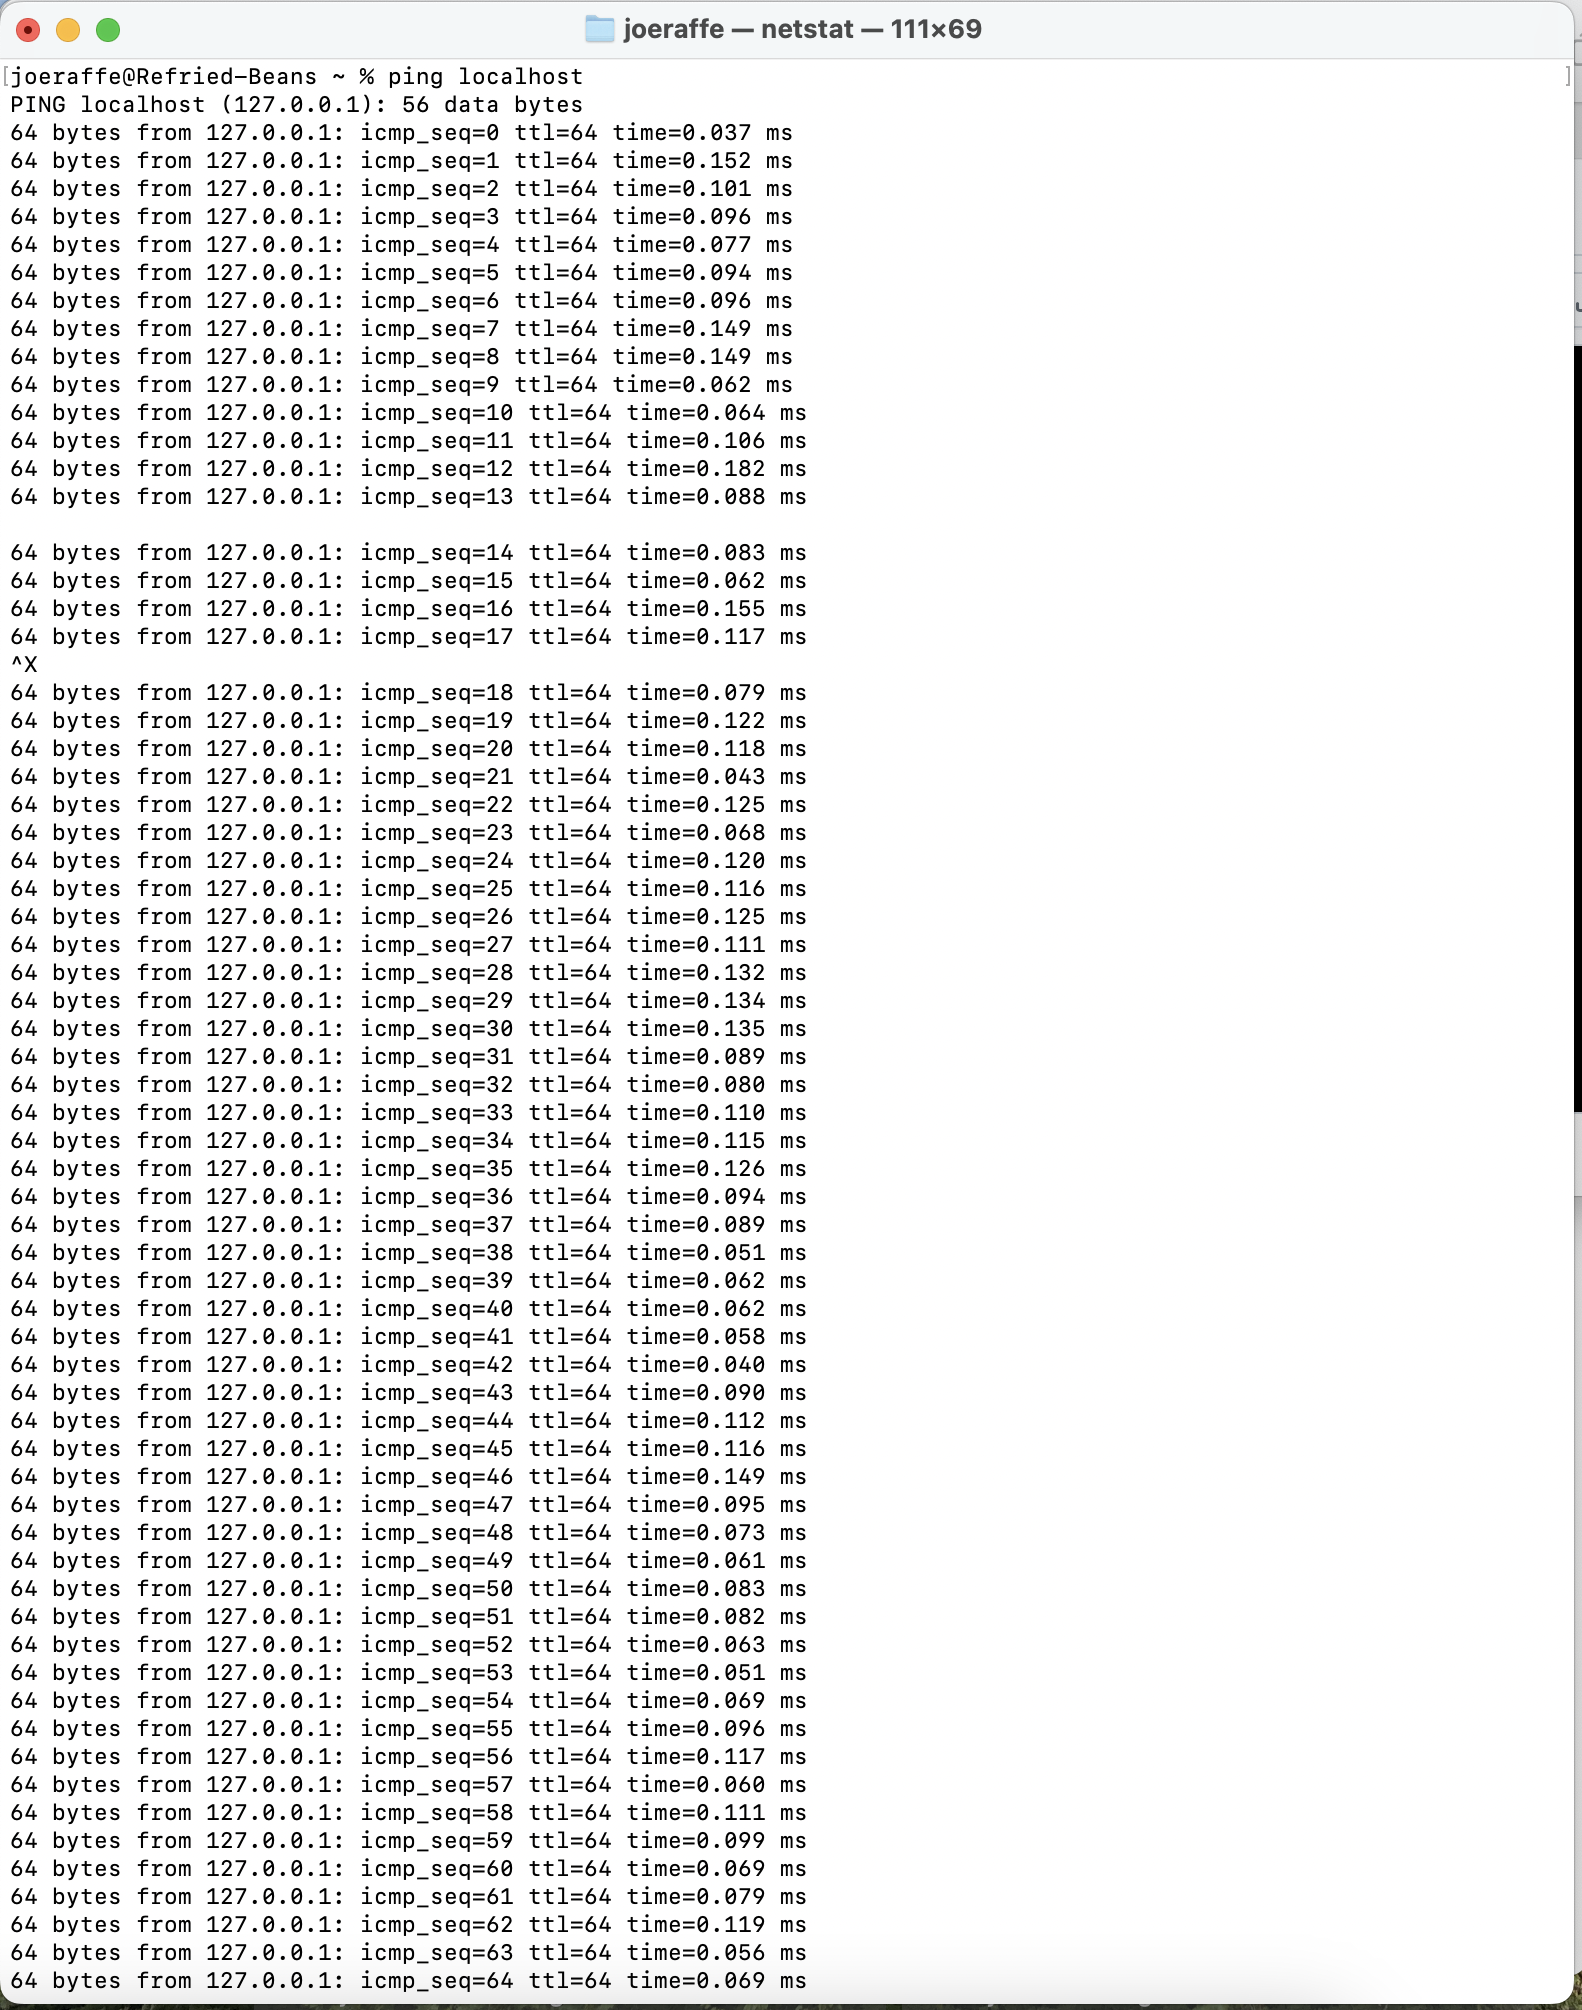 joeraffe — netstat — 111×69
[joeraffe@Refried-Beans ~ % ping localhost ]
PING localhost (127.0.0.1): 56 data bytes
64 bytes from 127.0.0.1: icmp_seq=0 ttl=64 time=0.037 ms
64 bytes from 127.0.0.1: icmp_seq=1 ttl=64 time=0.152 ms
64 bytes from 127.0.0.1: icmp_seq=2 ttl=64 time=0.101 ms
64 bytes from 127.0.0.1: icmp_seq=3 ttl=64 time=0.096 ms
64 bytes from 127.0.0.1: icmp_seq=4 ttl=64 time=0.077 ms
64 bytes from 127.0.0.1: icmp_seq=5 ttl=64 time=0.094 ms
64 bytes from 127.0.0.1: icmp_seq=6 ttl=64 time=0.096 ms
64 bytes from 127.0.0.1: icmp_seq=7 ttl=64 time=0.149 ms
64 bytes from 127.0.0.1: icmp_seq=8 ttl=64 time=0.149 ms
64 bytes from 127.0.0.1: icmp_seq=9 ttl=64 time=0.062 ms
64 bytes from 127.0.0.1: icmp_seq=10 ttl=64 time=0.064 ms
64 bytes from 127.0.0.1: icmp_seq=11 ttl=64 time=0.106 ms
64 bytes from 127.0.0.1: icmp_seq=12 ttl=64 time=0.182 ms
64 bytes from 127.0.0.1: icmp_seq=13 ttl=64 time=0.088 ms
64 bytes from 127.0.0.1: icmp_seq=14 ttl=64 time=0.083 ms
64 bytes from 127.0.0.1: icmp_seq=15 ttl=64 time=0.062 ms
64 bytes from 127.0.0.1: icmp_seq=16 ttl=64 time=0.155 ms
64 bytes from 127.0.0.1: icmp_seq=17 ttl=64 time=0.117 ms
^X
64 bytes from 127.0.0.1: icmp_seq=18 ttl=64 time=0.079 ms
64 bytes from 127.0.0.1: icmp_seq=19 ttl=64 time=0.122 ms
64 bytes from 127.0.0.1: icmp_seq=20 ttl=64 time=0.118 ms
64 bytes from 127.0.0.1: icmp_seq=21 ttl=64 time=0.043 ms
64 bytes from 127.0.0.1: icmp_seq=22 ttl=64 time=0.125 ms
64 bytes from 127.0.0.1: icmp_seq=23 ttl=64 time=0.068 ms
64 bytes from 127.0.0.1: icmp_seq=24 ttl=64 time=0.120 ms
64 bytes from 127.0.0.1: icmp_seq=25 ttl=64 time=0.116 ms
64 bytes from 127.0.0.1: icmp_seq=26 ttl=64 time=0.125 ms
64 bytes from 127.0.0.1: icmp_seq=27 ttl=64 time=0.111 ms
64 bytes from 127.0.0.1: icmp_seq=28 ttl=64 time=0.132 ms
64 bytes from 127.0.0.1: icmp_seq=29 ttl=64 time=0.134 ms
64 bytes from 127.0.0.1: icmp_seq=30 ttl=64 time=0.135 ms
64 bytes from 127.0.0.1: icmp_seq=31 ttl=64 time=0.089 ms
64 bytes from 127.0.0.1: icmp_seq=32 ttl=64 time=0.080 ms
64 bytes from 127.0.0.1: icmp_seq=33 ttl=64 time=0.110 ms
64 bytes from 127.0.0.1: icmp_seq=34 ttl=64 time=0.115 ms
64 bytes from 127.0.0.1: icmp_seq=35 ttl=64 time=0.126 ms
64 bytes from 127.0.0.1: icmp_seq=36 ttl=64 time=0.094 ms
64 bytes from 127.0.0.1: icmp_seq=37 ttl=64 time=0.089 ms
64 bytes from 127.0.0.1: icmp_seq=38 ttl=64 time=0.051 ms
64 bytes from 127.0.0.1: icmp_seq=39 ttl=64 time=0.062 ms
64 bytes from 127.0.0.1: icmp_seq=40 ttl=64 time=0.062 ms
64 bytes from 127.0.0.1: icmp_seq=41 ttl=64 time=0.058 ms
64 bytes from 127.0.0.1: icmp_seq=42 ttl=64 time=0.040 ms
64 bytes from 127.0.0.1: icmp_seq=43 ttl=64 time=0.090 ms
64 bytes from 127.0.0.1: icmp_seq=44 ttl=64 time=0.112 ms
64 bytes from 127.0.0.1: icmp_seq=45 ttl=64 time=0.116 ms
64 bytes from 127.0.0.1: icmp_seq=46 ttl=64 time=0.149 ms
64 bytes from 127.0.0.1: icmp_seq=47 ttl=64 time=0.095 ms
64 bytes from 127.0.0.1: icmp_seq=48 ttl=64 time=0.073 ms
64 bytes from 127.0.0.1: icmp_seq=49 ttl=64 time=0.061 ms
64 bytes from 127.0.0.1: icmp_seq=50 ttl=64 time=0.083 ms
64 bytes from 127.0.0.1: icmp_seq=51 ttl=64 time=0.082 ms
64 bytes from 127.0.0.1: icmp_seq=52 ttl=64 time=0.063 ms
64 bytes from 127.0.0.1: icmp_seq=53 ttl=64 time=0.051 ms
64 bytes from 127.0.0.1: icmp_seq=54 ttl=64 time=0.069 ms
64 bytes from 127.0.0.1: icmp_seq=55 ttl=64 time=0.096 ms
64 bytes from 127.0.0.1: icmp_seq=56 ttl=64 time=0.117 ms
64 bytes from 127.0.0.1: icmp_seq=57 ttl=64 time=0.060 ms
64 bytes from 127.0.0.1: icmp_seq=58 ttl=64 time=0.111 ms
64 bytes from 127.0.0.1: icmp_seq=59 ttl=64 time=0.099 ms
64 bytes from 127.0.0.1: icmp_seq=60 ttl=64 time=0.069 ms
64 bytes from 127.0.0.1: icmp_seq=61 ttl=64 time=0.079 ms
64 bytes from 127.0.0.1: icmp_seq=62 ttl=64 time=0.119 ms
64 bytes from 127.0.0.1: icmp_seq=63 ttl=64 time=0.056 ms
64 bytes from 127.0.0.1: icmp_seq=64 ttl=64 time=0.069 ms